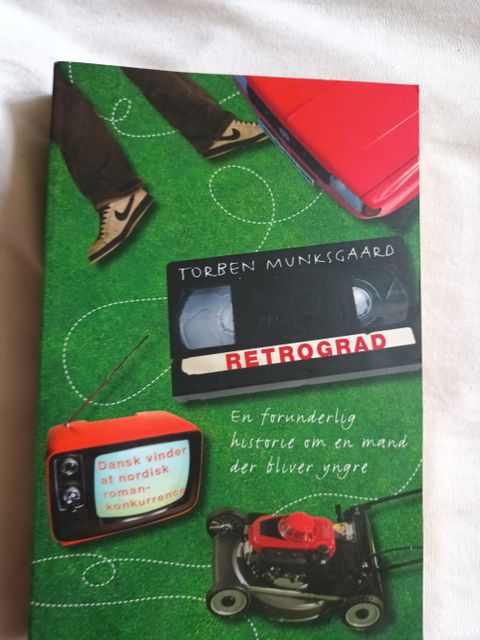 TORBEN MUNKSGAARD
RETROGRAD
En forunderlig
historie om en mand
der bliver yngre
Dansk vinder
af nordisk
roman-
konkurrence